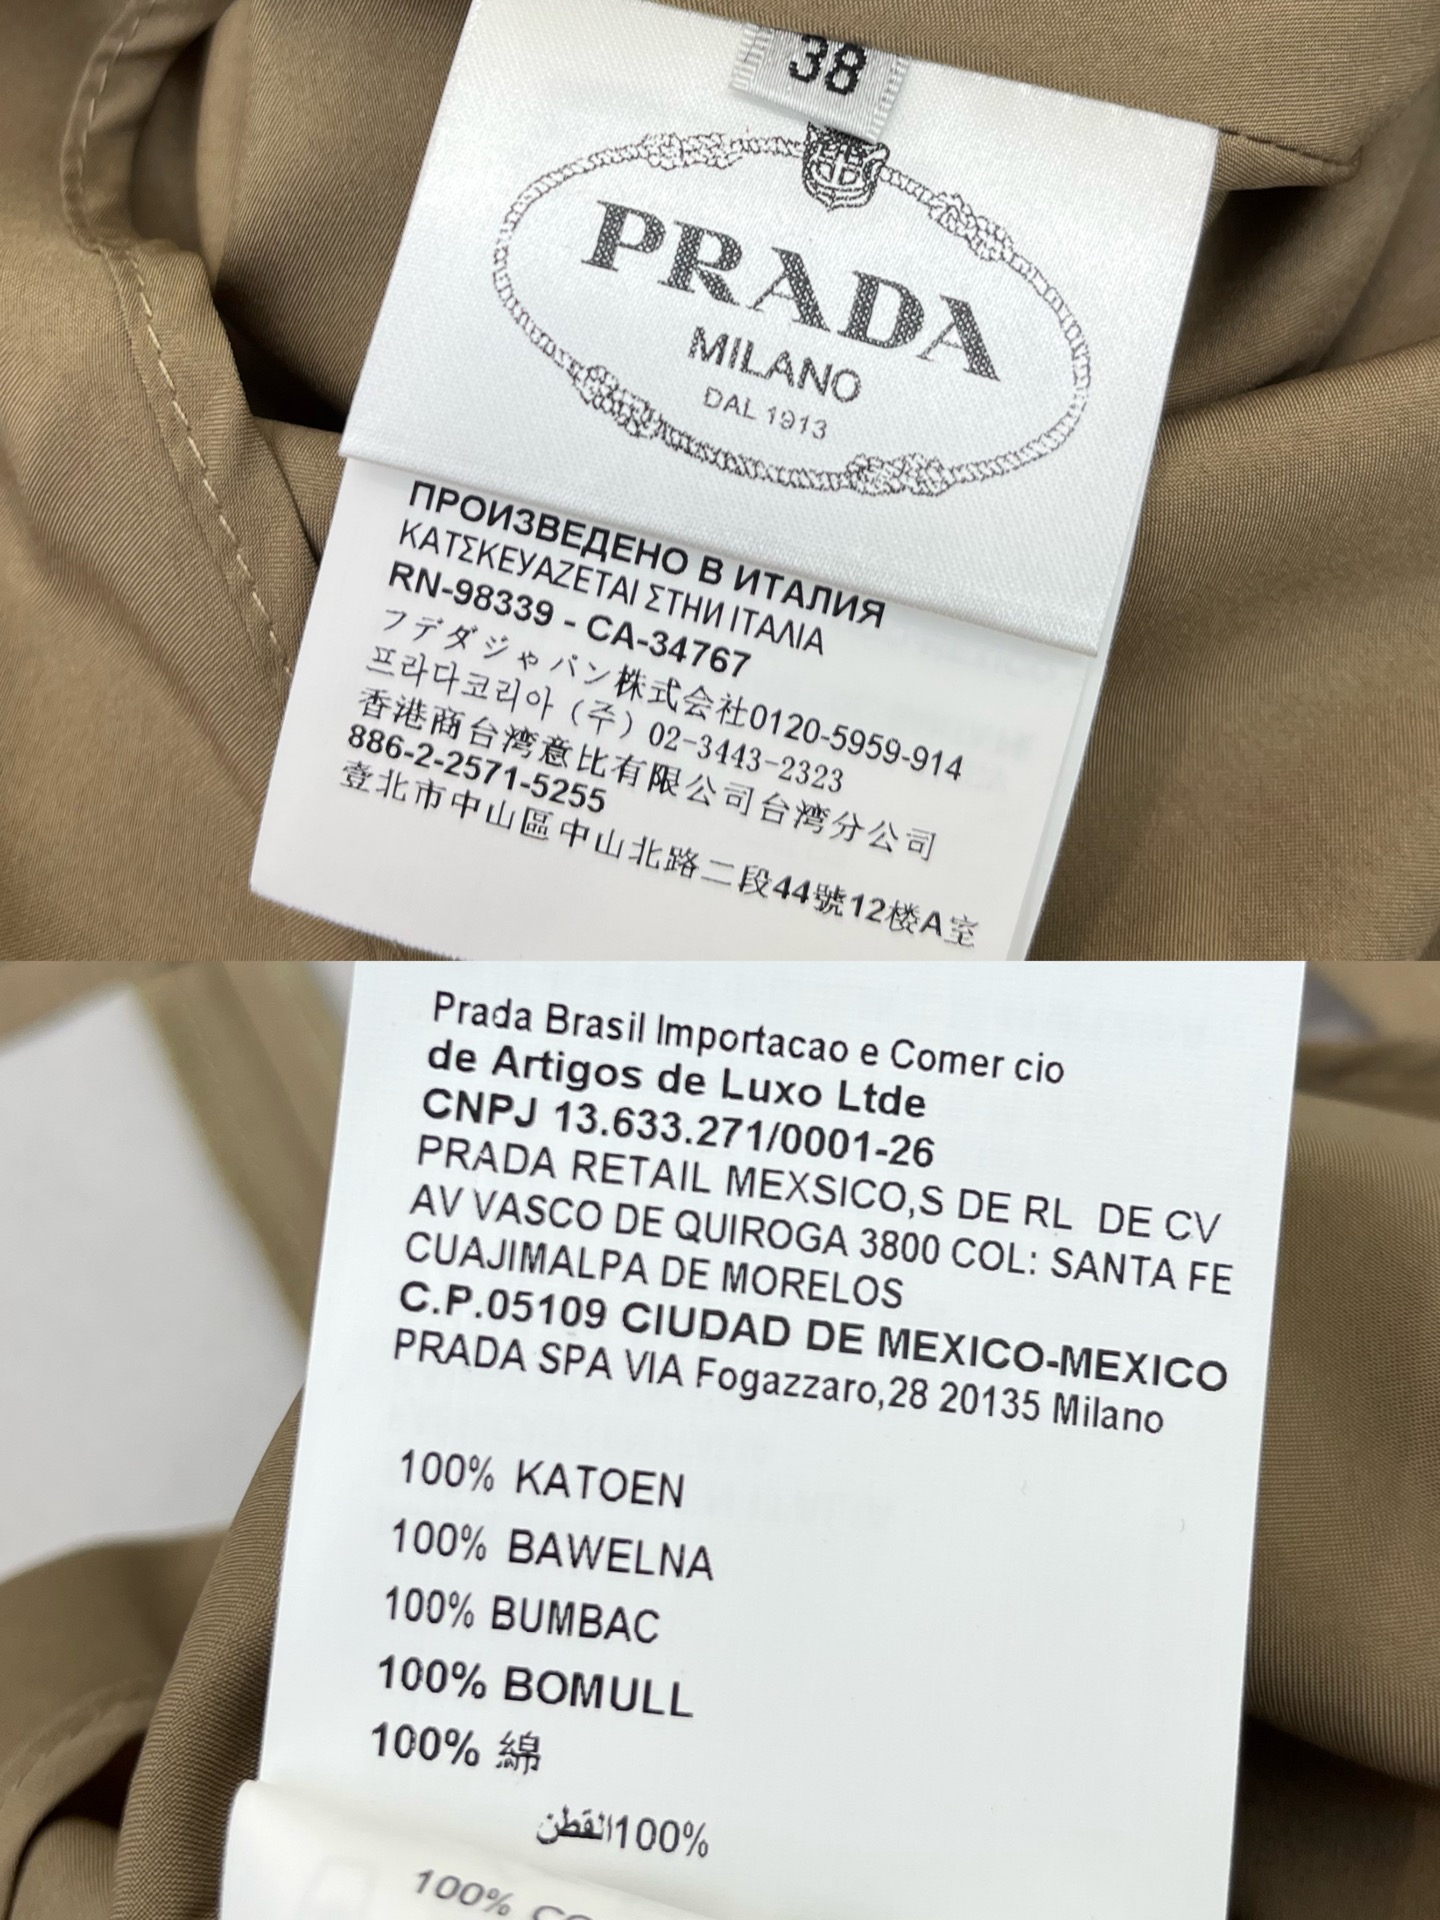 38
PRADA
MILANO
DAL 1913
ПРОИЗВЕДЕНО В ИТАЛИЯ
ΚΑΤΣΚΕΥΑΖΕΤΑΙ ΣΤΗИ ΙΤΑΛΙΑ
RN-98339 - CA-34767
フデダジャパン株式会社0120-5959-914
프라다코리아 (주) 02-3443-2323
香港商台湾意比有限公司台湾分公司
886-2-2571-5255
壹北市中山區中山北路二段44號12楼A室
Prada Brasil Importacao e Comer cio
de Artigos de Luxo Ltde
CNPJ 13.633.271/0001-26
PRADA RETAIL MEXSICO,S DE RL DE CV
AV VASCO DE QUIROGA 3800 COL: SANTA FE
CUAJIMALPA DE MORELOS
C.P.05109 CIUDAD DE MEXICO-MEXICO
PRADA SPA VIA Fogazzaro,28 20135 Milano
100% KATOEN
100% BAWELNA
100% BUMBAC
100% BOMULL
100% 綿
100%القطن
100%